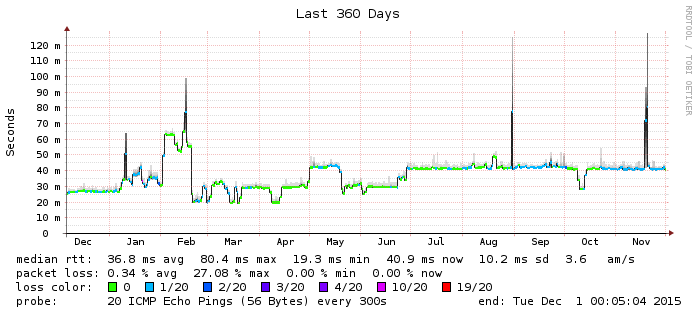 Last 360 Days
RRDTOOL / TOBI OETIKER
Seconds
120 m
110 m
100 m
90 m
80 m
70 m
60 m
50 m
40 m
30 m
20 m
10 m
0
Dec Jan Feb Mar Apr May Jun Jul Aug Sep Oct Nov
median rtt: 36.8 ms avg 80.4 ms max 19.3 ms min 40.9 ms now 10.2 ms sd 3.6 am/s
packet loss: 0.34 % avg 27.08 % max 0.00 % min 0.00 % now
loss color: 0 1/20 2/20 3/20 4/20 10/20 19/20
probe: 20 ICMP Echo Pings (56 Bytes) every 300s end: Tue Dec 1 00:05:04 2015